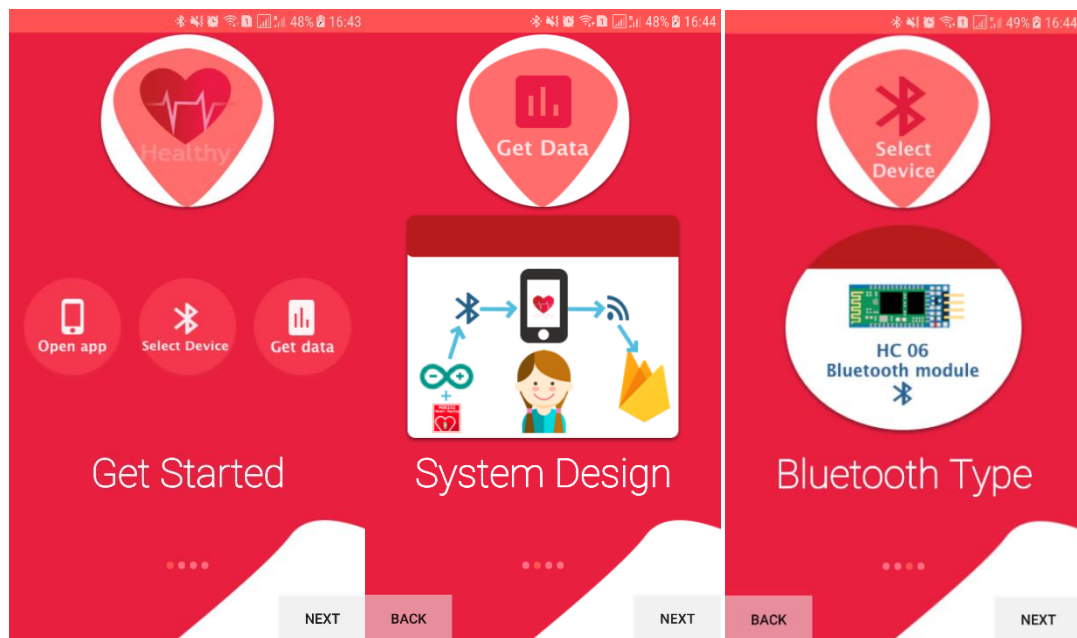 48% 16:43
Healthy
Open app
Select Device
Get data
Get Started
NEXT
48% 16:44
Get Data
System Design
BACK
NEXT
49% 16:44
Select
Device
HC 06
Bluetooth module
Bluetooth Type
BACK
NEXT